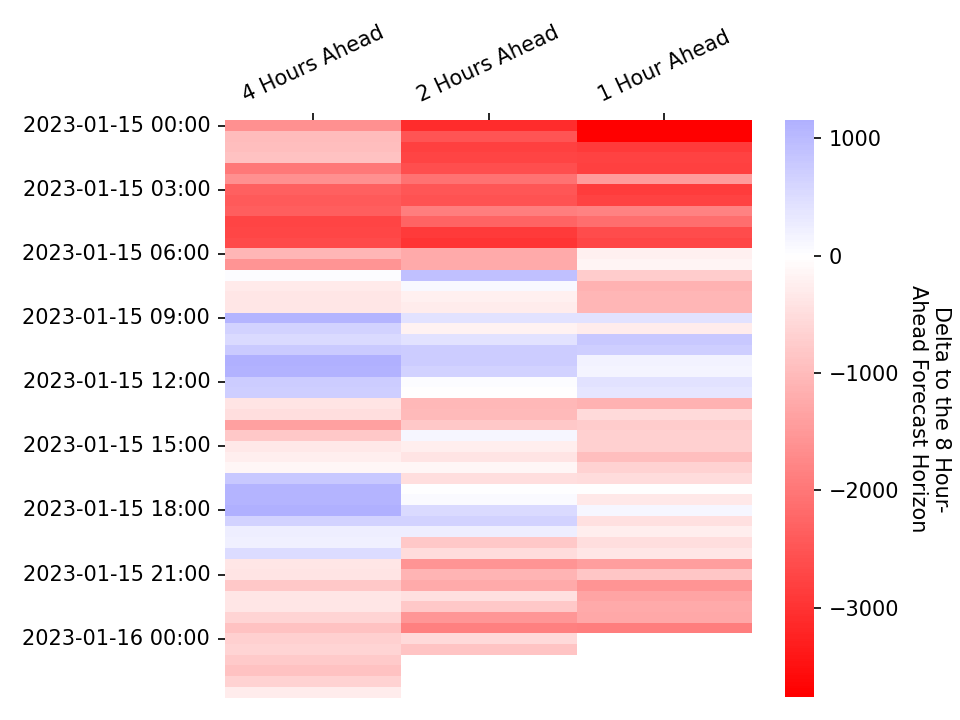 4 Hours Ahead
2 Hours Ahead
1 Hour Ahead
2023-01-15 00:00
2023-01-15 03:00
2023-01-15 06:00
2023-01-15 09:00
2023-01-15 12:00
2023-01-15 15:00
2023-01-15 18:00
2023-01-15 21:00
2023-01-16 00:00
1000
0
−1000
−2000
−3000
Delta to the 8 Hour-
Ahead Forecast Horizon